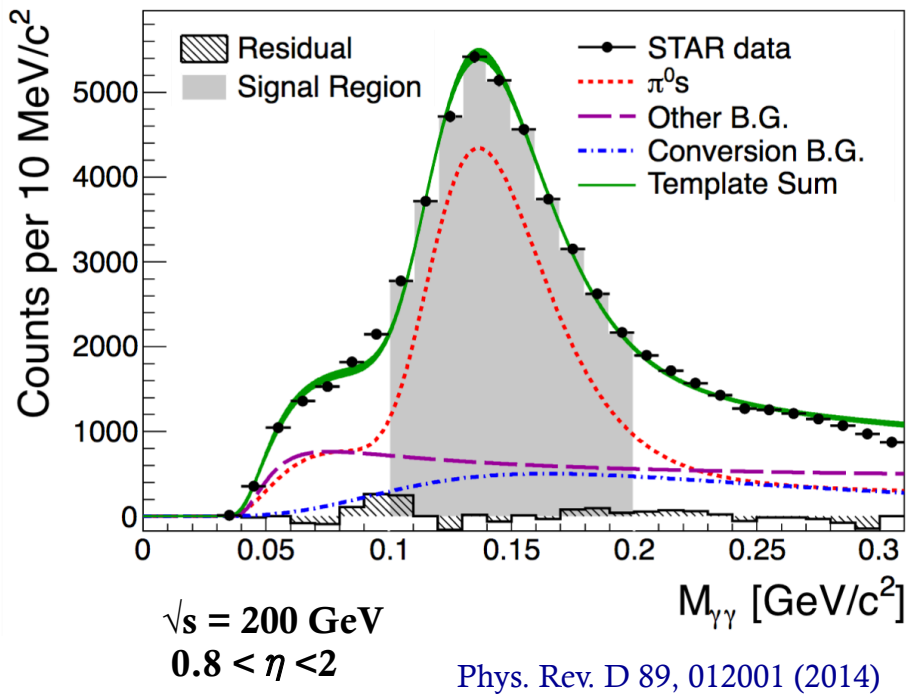 Counts per 10 MeV/c²
5000
4000
3000
2000
1000
0
Residual
Signal Region
STAR data
π⁰s
Other B.G.
Conversion B.G.
Template Sum
0 0.05 0.1 0.15 0.2 0.25 0.3
Mγγ [GeV/c²]
√s = 200 GeV
0.8 < η <2
Phys. Rev. D 89, 012001 (2014)